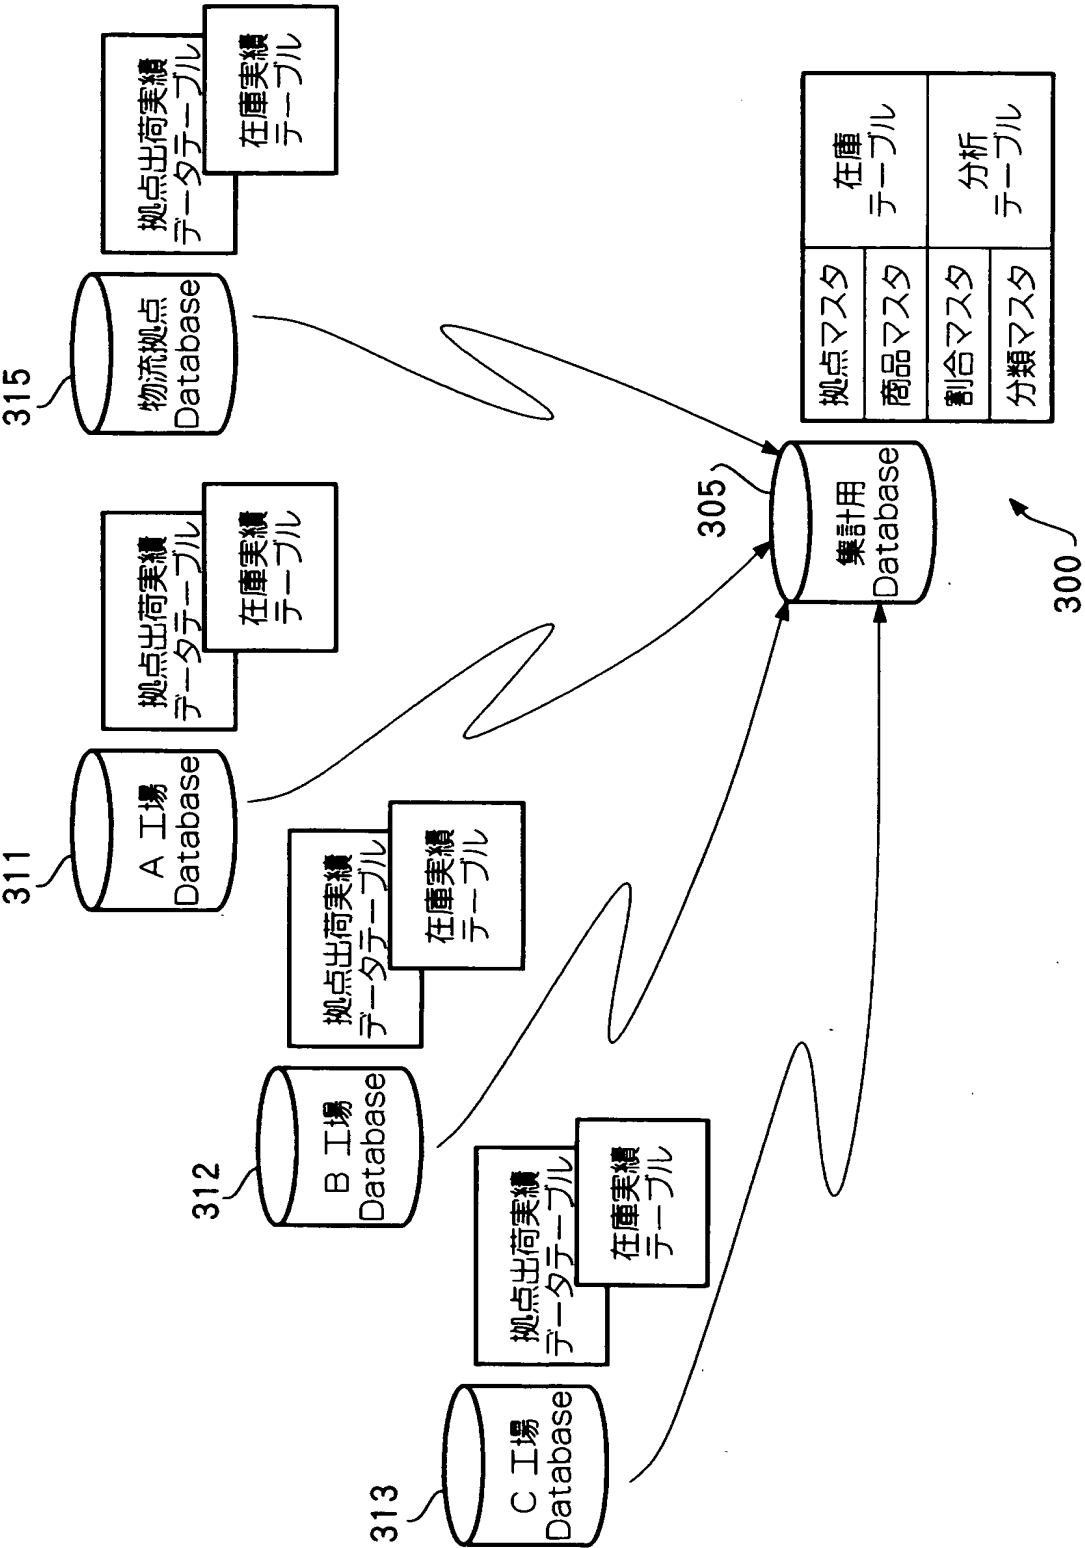 313
C 工場
Database
拠点出荷実績
データテーブル
在庫実績
テーブル
312
B 工場
Database
拠点出荷実績
データテーブル
在庫実績
テーブル
311
A 工場
Database
拠点出荷実績
データテーブル
在庫実績
テーブル
315
物流拠点
Database
拠点出荷実績
データテーブル
在庫実績
テーブル
305
集計用
Database
拠点マスタ
商品マスタ
割合マスタ
分類マスタ
在庫
テーブル
分析
テーブル
300